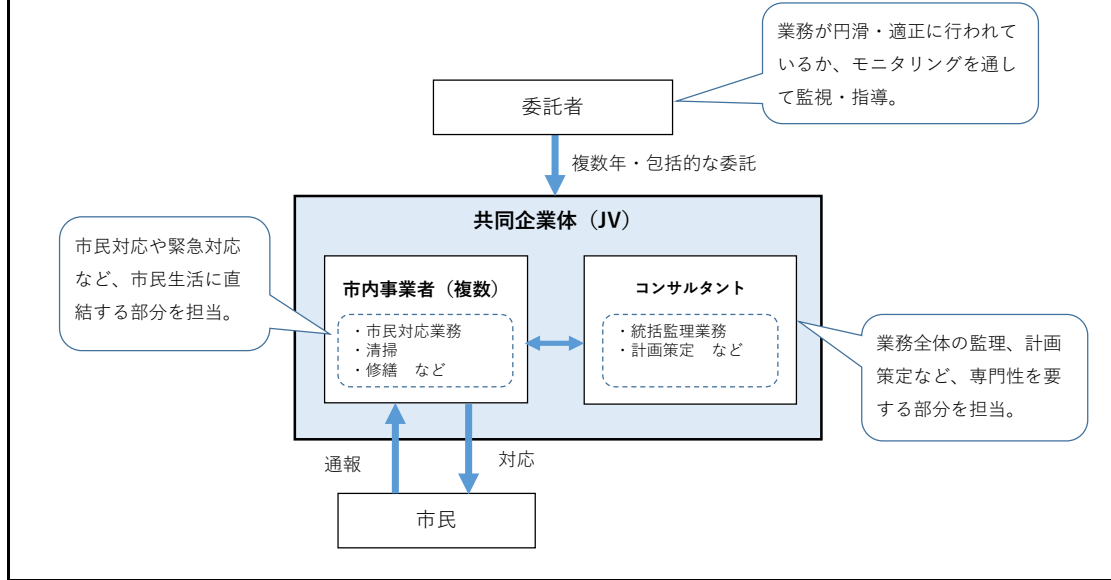 業務が円滑・適正に行われて
いるか、モニタリングを通し
て監視・指導。
委託者
複数年・包括的な委託
共同企業体（JV）
市民対応や緊急対応
など、市民生活に直
結する部分を担当。
市内事業者（複数）
・市民対応業務
・清掃
・修繕　など
コンサルタント
・統括監理業務
・計画策定　など
業務全体の監理、計画
策定など、専門性を要
する部分を担当。
通報
対応
市民